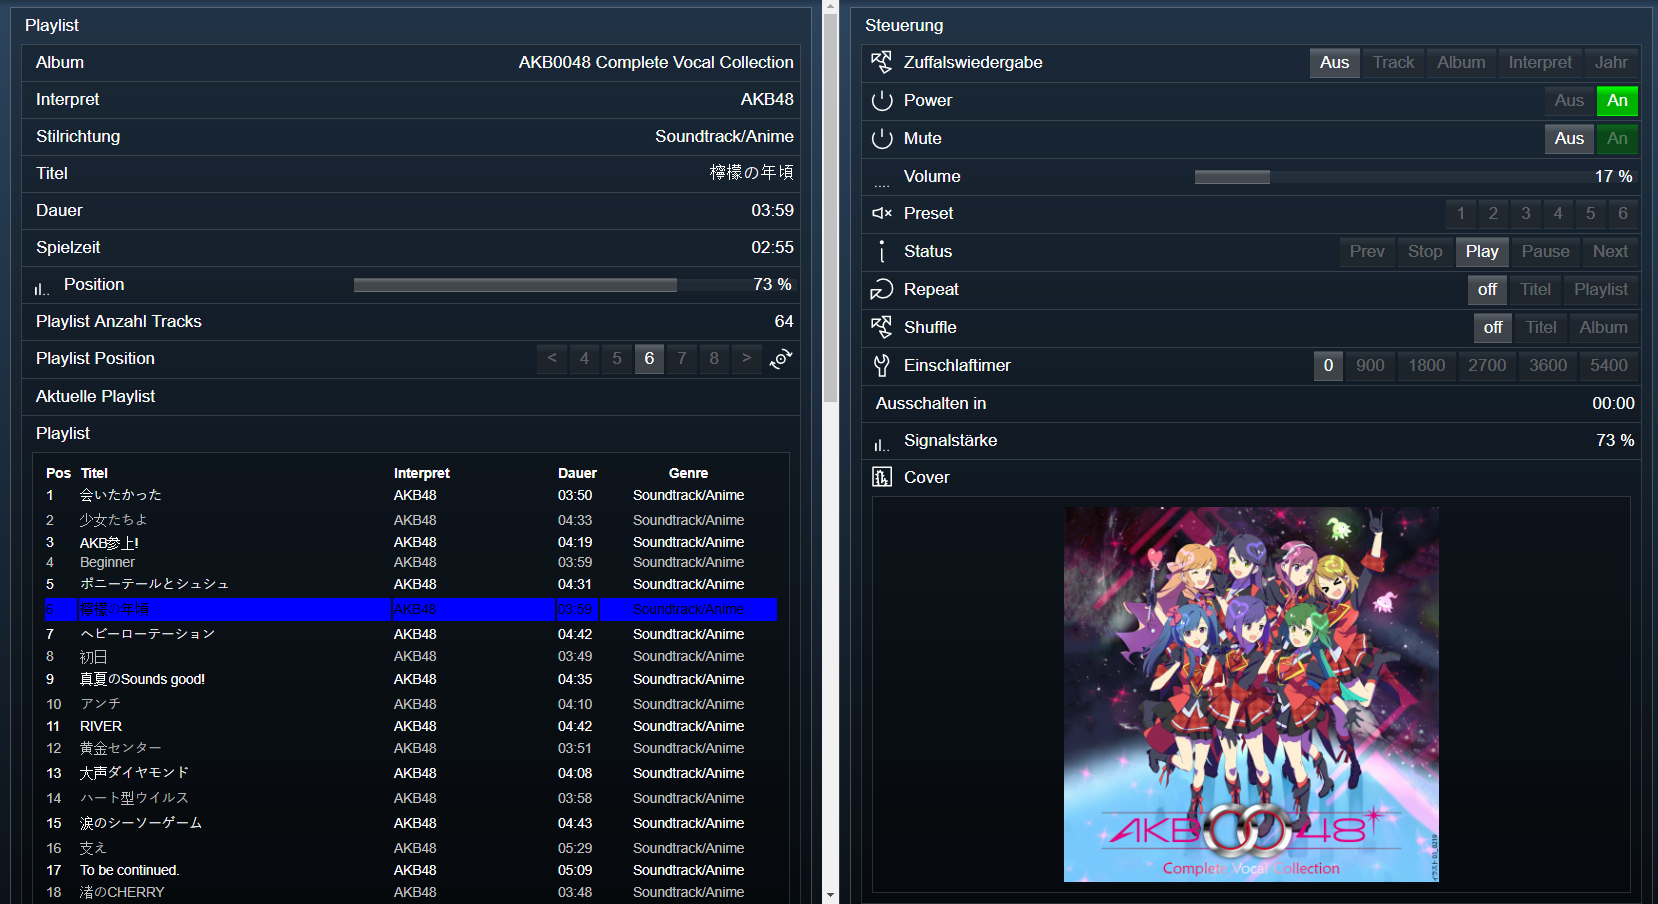 Playlist
Album AKB0048 Complete Vocal Collection
Interpret AKB48
Stilrichtung Soundtrack/Anime
Titel 檸檬の年頃
Dauer 03:59
Spielzeit 02:55
Position 73 %
Playlist Anzahl Tracks 64
Playlist Position < 4 5 6 7 8 >
Aktuelle Playlist
Playlist
Pos Titel Interpret Dauer Genre
1 会いたかった AKB48 03:50 Soundtrack/Anime
2 少女たちよ AKB48 04:33 Soundtrack/Anime
3 AKB参上! AKB48 04:19 Soundtrack/Anime
4 Beginner AKB48 03:59 Soundtrack/Anime
5 ポニーテールとシュシュ AKB48 04:31 Soundtrack/Anime
6 檸檬の年頃 AKB48 03:59 Soundtrack/Anime
7 ヘビーローテーション AKB48 04:42 Soundtrack/Anime
8 初日 AKB48 03:49 Soundtrack/Anime
9 真夏のSounds good! AKB48 04:35 Soundtrack/Anime
10 アンチ AKB48 04:10 Soundtrack/Anime
11 RIVER AKB48 04:42 Soundtrack/Anime
12 黄金センター AKB48 03:51 Soundtrack/Anime
13 大声ダイヤモンド AKB48 04:08 Soundtrack/Anime
14 ハート型ウイルス AKB48 03:58 Soundtrack/Anime
15 涙のシーソーゲーム AKB48 04:43 Soundtrack/Anime
16 支え AKB48 05:29 Soundtrack/Anime
17 To be continued. AKB48 05:09 Soundtrack/Anime
18 渚のCHERRY AKB48 03:48 Soundtrack/Anime
Steuerung
Zuffalswiedergabe Aus Track Album Interpret Jahr
Power Aus An
Mute Aus An
Volume 17 %
Preset 1 2 3 4 5 6
Status Prev Stop Play Pause Next
Repeat off Titel Playlist
Shuffle off Titel Album
Einschlaftimer 0 900 1800 2700 3600 5400
Ausschalten in 00:00
Signalstärke 73 %
Cover
AKB0048
Complete Vocal Collection